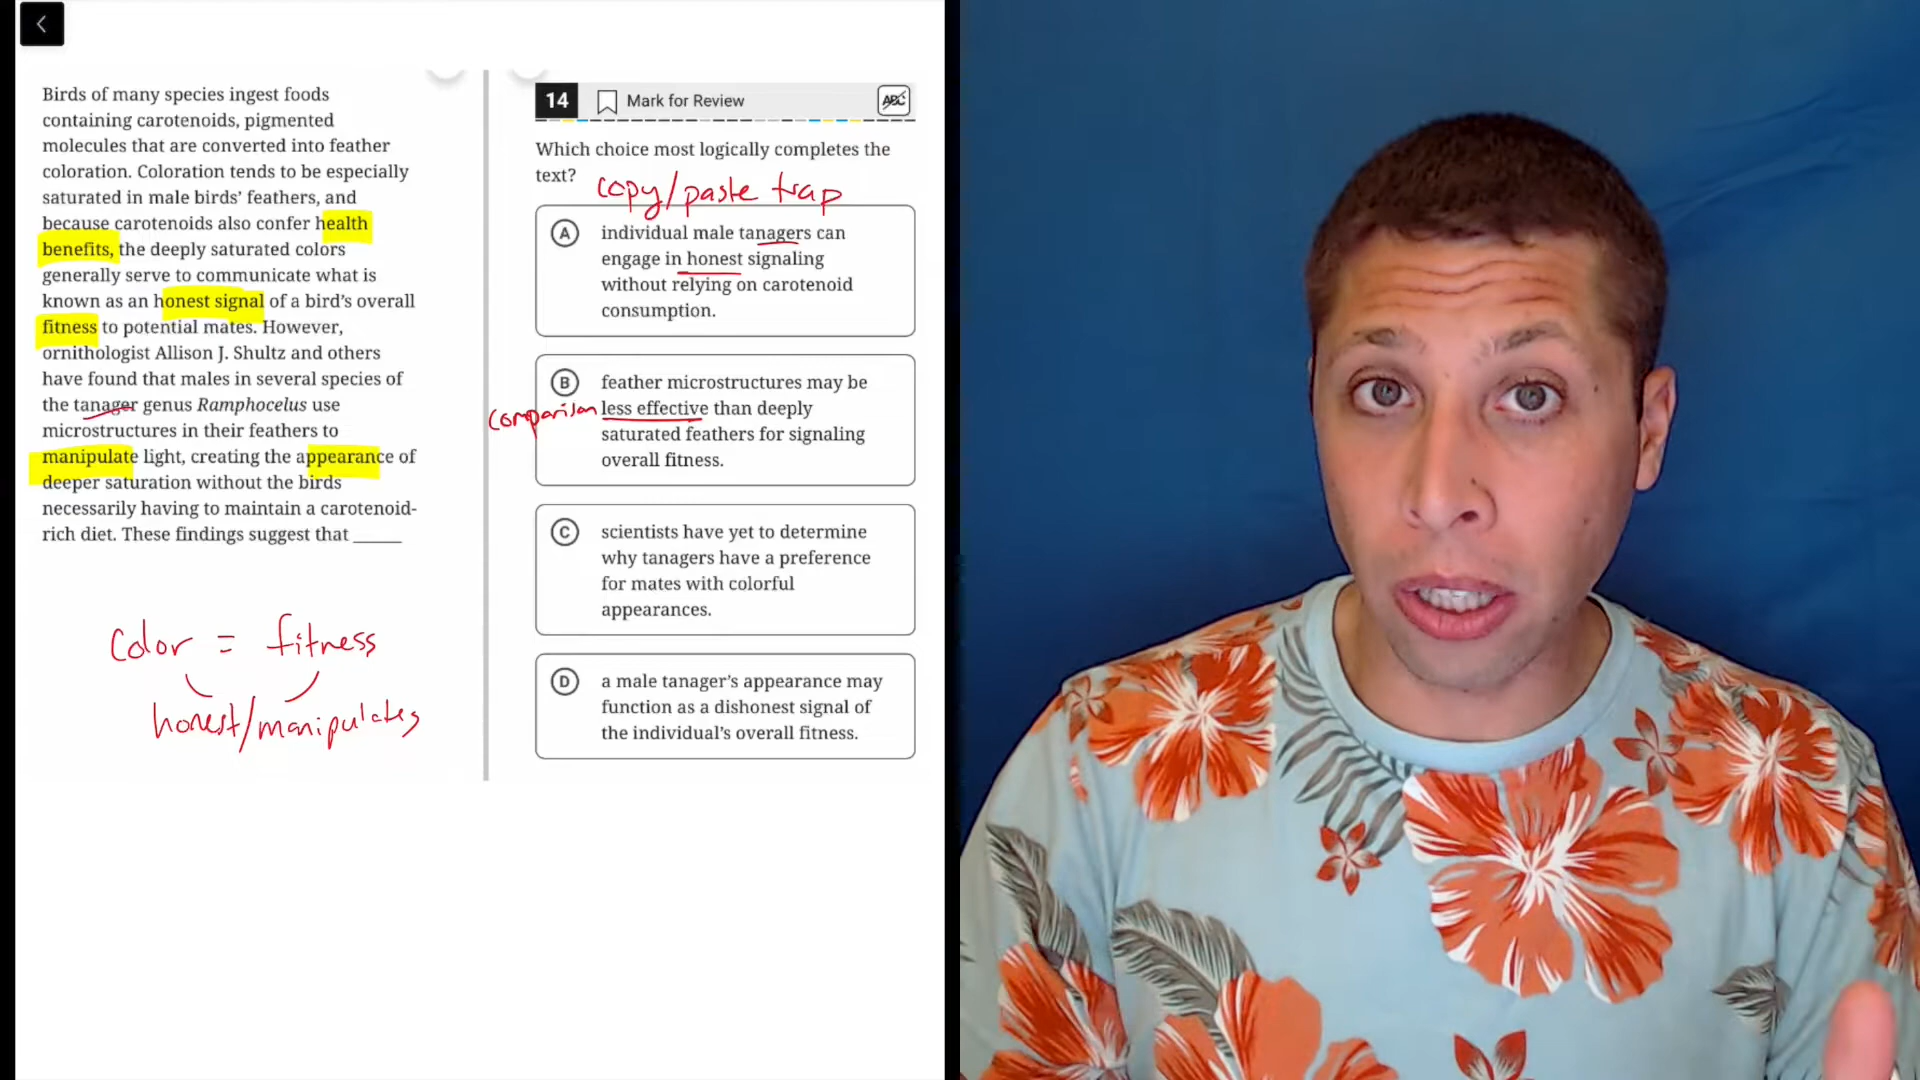 Birds of many species ingest foods
containing carotenoids, pigmented
molecules that are converted into feather
coloration. Coloration tends to be especially
saturated in male birds' feathers, and
because carotenoids also confer health
benefits, the deeply saturated colors
generally serve to communicate what is
known as an honest signal of a bird's overall
fitness to potential mates. However,
ornithologist Allison J. Shultz and others
have found that males in several species of
the tanager genus Ramphocelus use
microstructures in their feathers to
manipulate light, creating the appearance of
deeper saturation without the birds
necessarily having to maintain a carotenoid-
rich diet. These findings suggest that ______
color = fitness
honest/manipulates
14 Mark for Review ABC
Which choice most logically completes the
text?
copy/paste trap
A individual male tanagers can
engage in honest signaling
without relying on carotenoid
consumption.
B feather microstructures may be
comparison
less effective than deeply
saturated feathers for signaling
overall fitness.
C scientists have yet to determine
why tanagers have a preference
for mates with colorful
appearances.
D a male tanager's appearance may
function as a dishonest signal of
the individual's overall fitness.